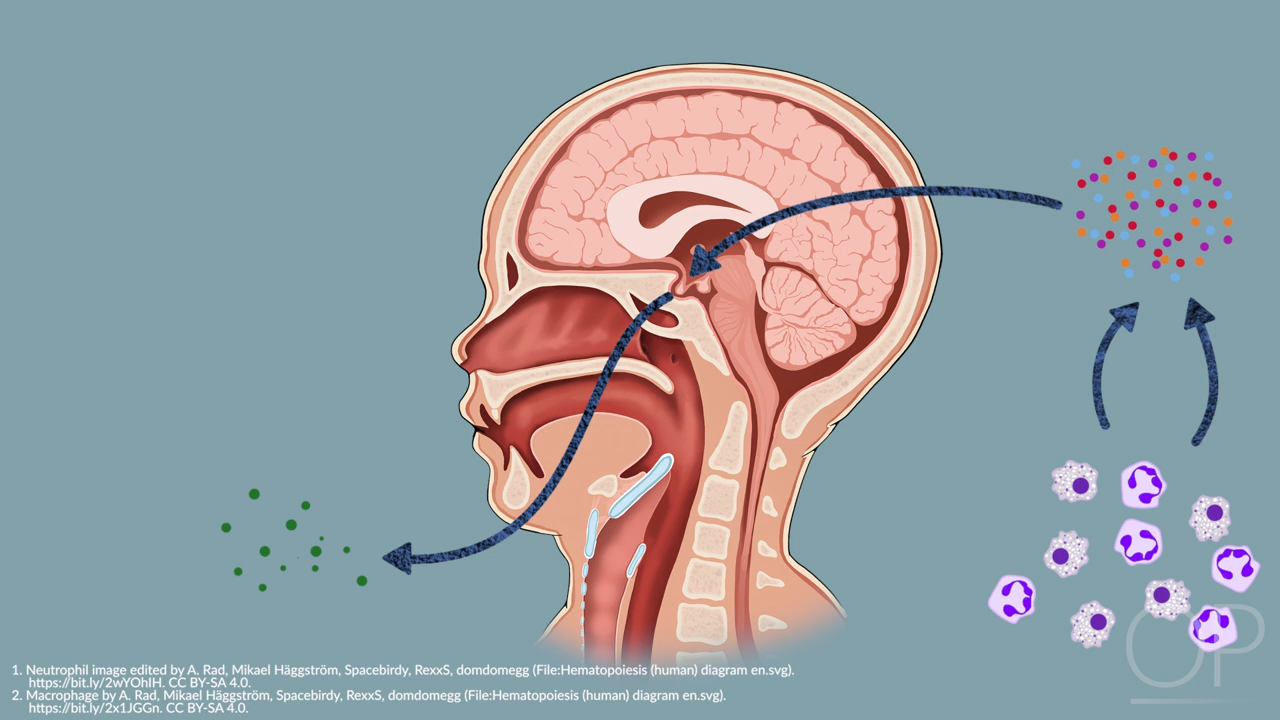 1. Neutrophil image edited by A. Rad, Mikael Häggström, Spacebirdy, RexxS, domdomegg (File:Hematopoiesis (human) diagram en.svg).
https://bit.ly/2wYOhIH. CC BY-SA 4.0.
2. Macrophage by A. Rad, Mikael Häggström, Spacebirdy, RexxS, domdomegg (File:Hematopoiesis (human) diagram en.svg).
https://bit.ly/2x1JGGn. CC BY-SA 4.0.
OP